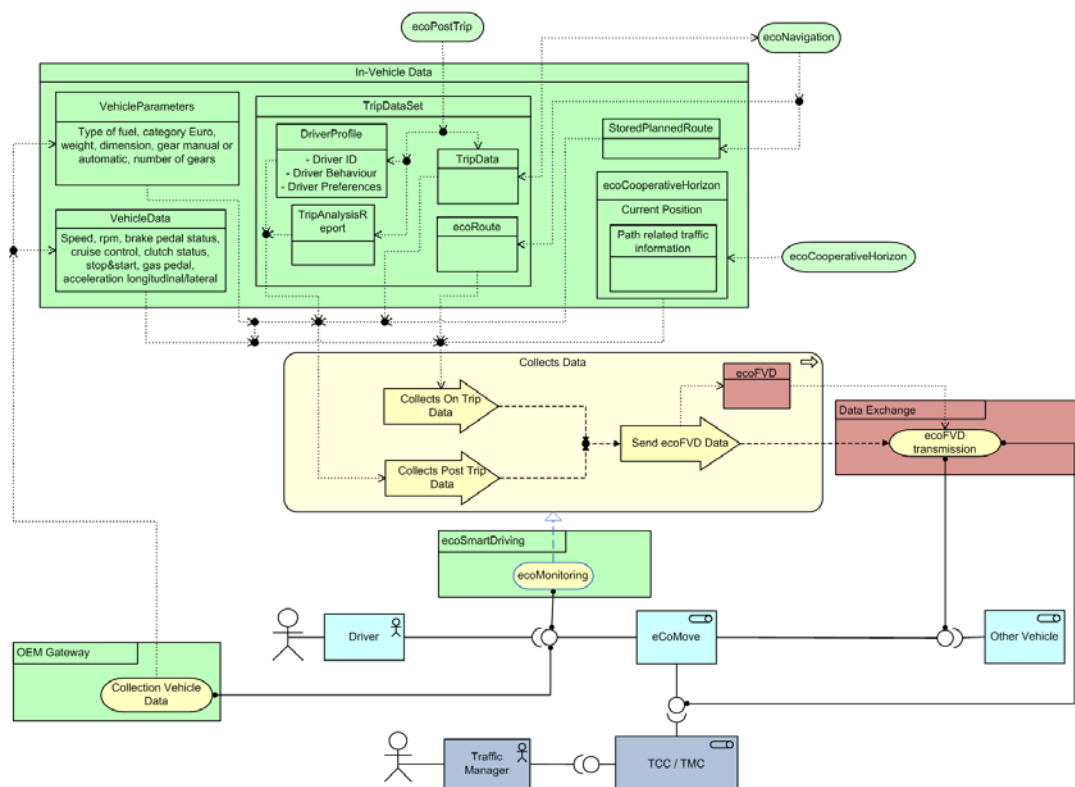 ecoPostTrip
ecoNavigation
In-Vehicle Data
VehicleParameters
Type of fuel, category Euro,
weight, dimension, gear manual or
automatic, number of gears
TripDataSet
DriverProfile
- Driver ID
- Driver Behaviour
- Driver Preferences
TripData
StoredPlannedRoute
ecoCooperativeHorizon
Current Position
Path related traffic
information
VehicleData
Speed, rpm, brake pedal status,
cruise control, clutch status,
stop&start, gas pedal,
acceleration longitudinal/lateral
TripAnalysisR
eport
ecoRoute
ecoCooperativeHorizon
Collects Data
ecoFVD
Collects On Trip
Data
Send ecoFVD Data
Collects Post Trip
Data
Data Exchange
ecoFVD
transmission
ecoSmartDriving
ecoMonitoring
Driver
eCoMove
Other Vehicle
OEM Gateway
Collection Vehicle
Data
Traffic
Manager
TCC / TMC